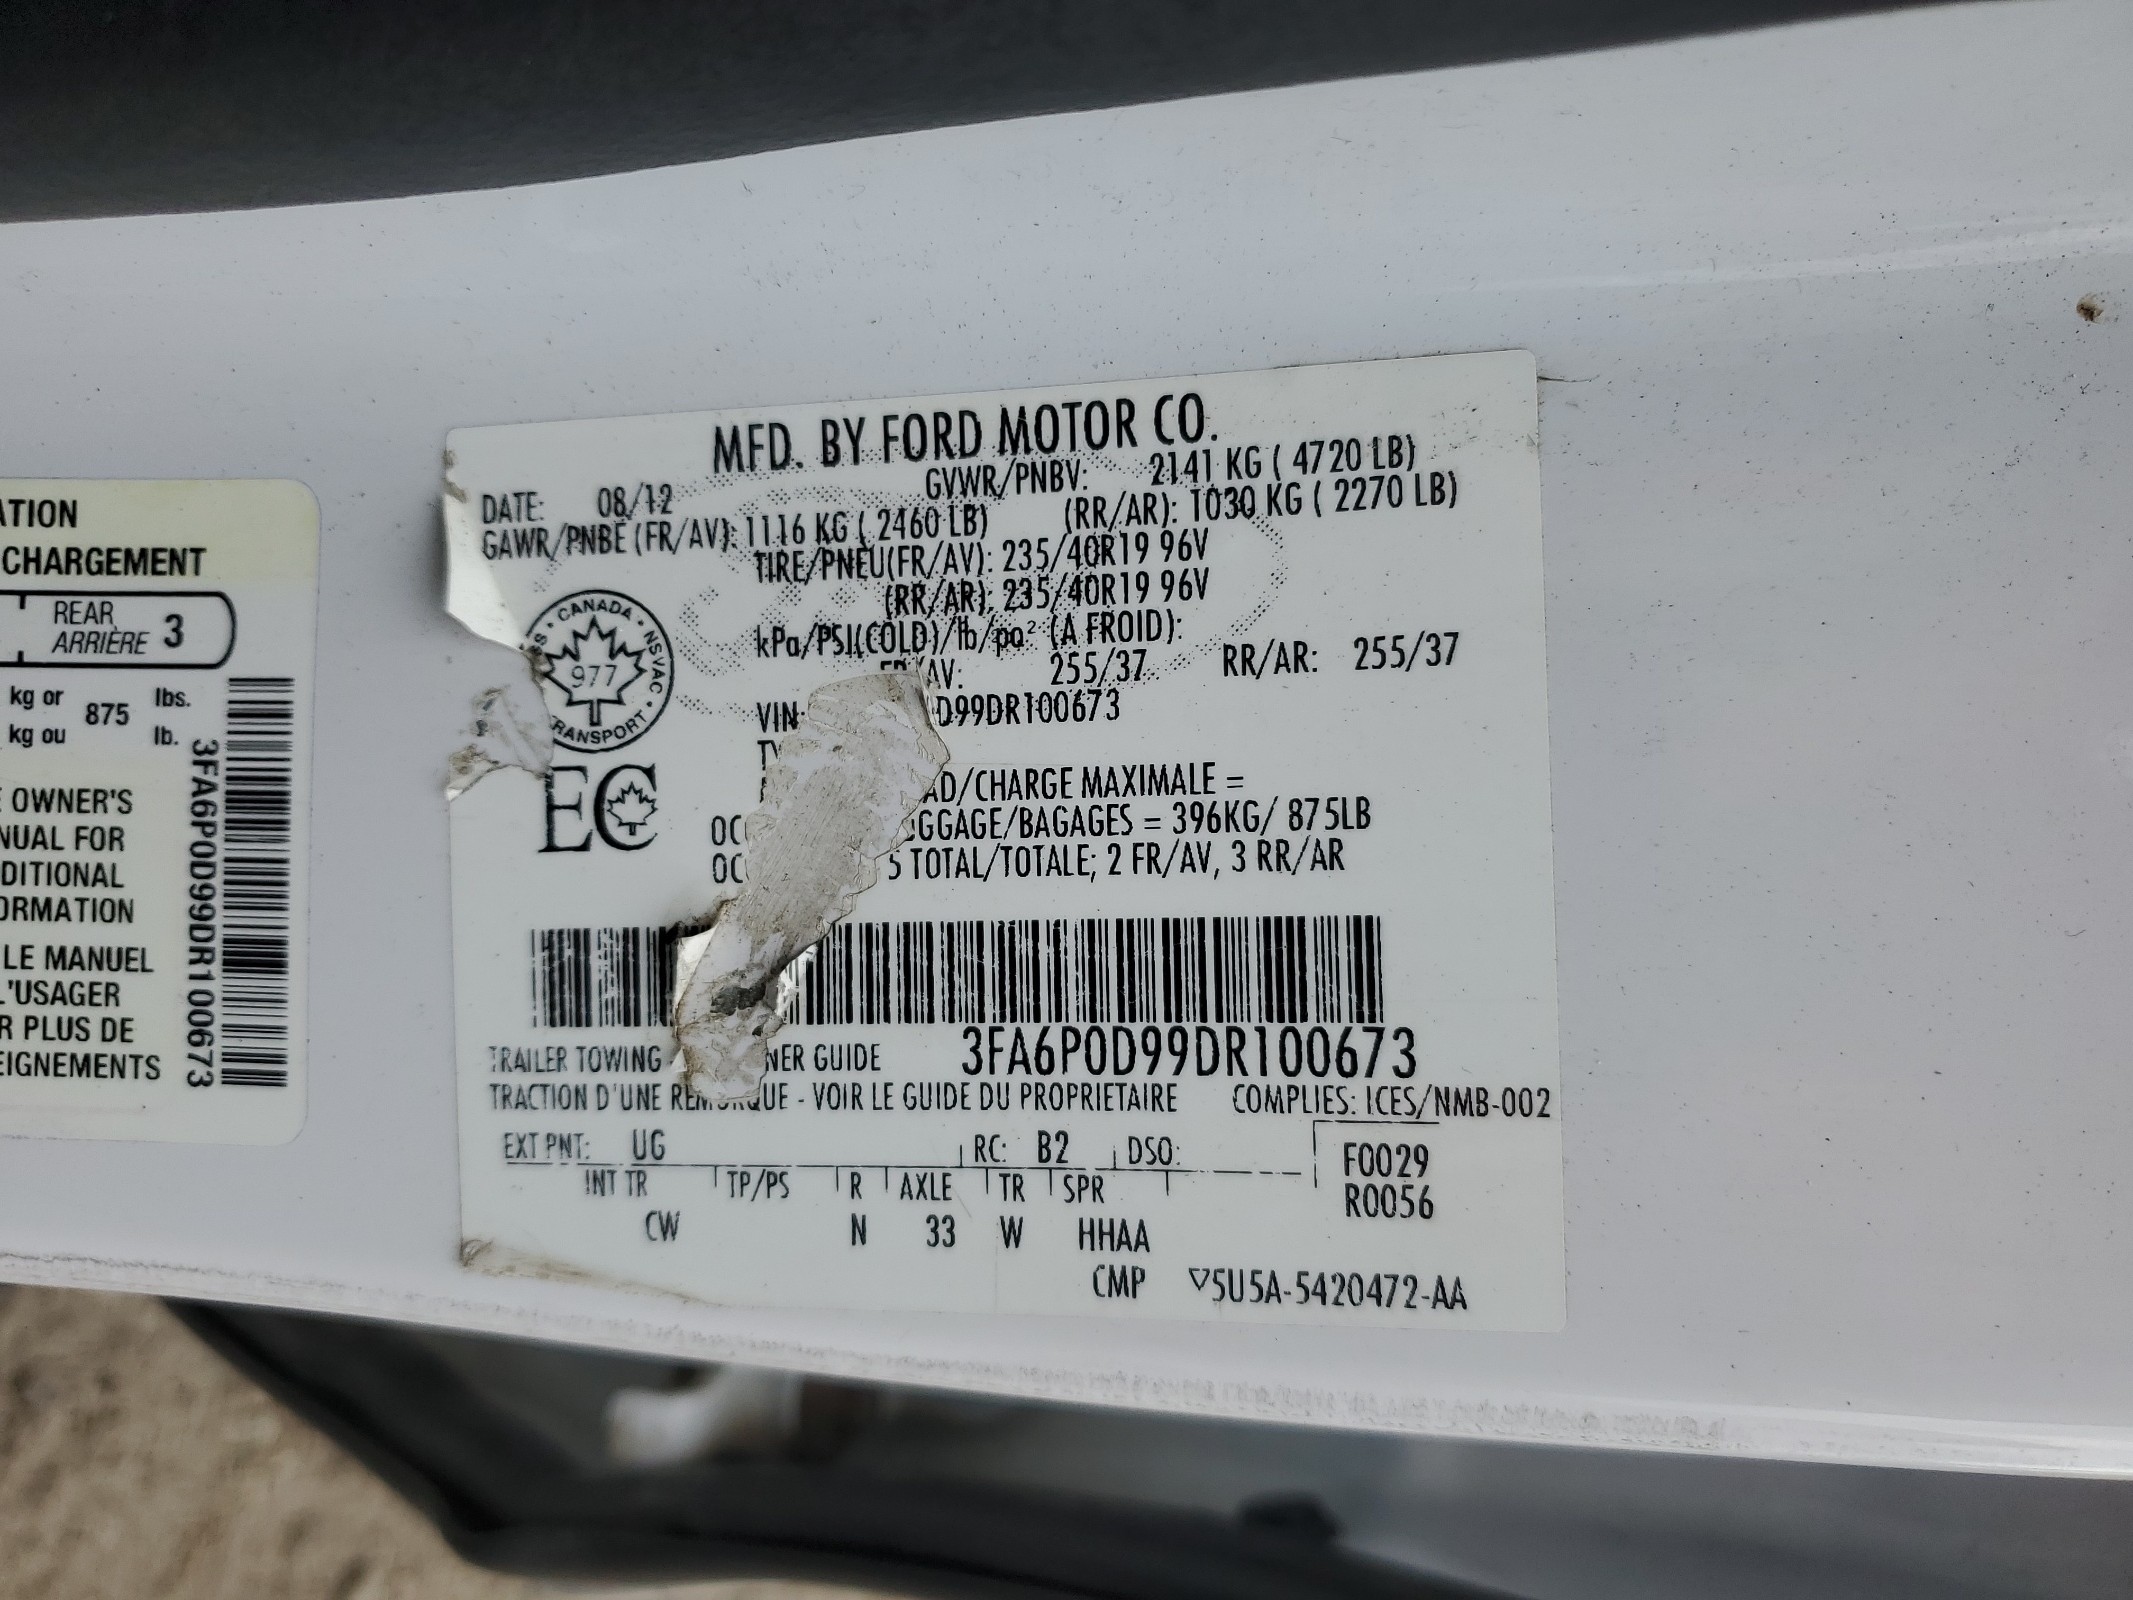 ATION
CHARGEMENT
REAR
ARRIÈRE 3
kg or 875 lbs.
kg ou lb.
OWNER'S
NUAL FOR
DITIONAL
ORMATION
LE MANUEL
L'USAGER
R PLUS DE
EIGNEMENTS
3FA6P0D99DR100673
MFD. BY FORD MOTOR CO.
DATE: 08/12 GVWR/PNBV: 2141 KG ( 4720 LB)
GAWR/PNBE (FR/AV): 1116 KG ( 2460 LB) (RR/AR): 1030 KG ( 2270 LB)
TIRE/PNEU(FR/AV): 235/40R19 96V
(RR/AR): 235/40R19 96V
kPa/PSI(COLD)/lb/po² (A FROID):
AV: 255/37 RR/AR: 255/37
VIN: D99DR100673
CANADA · NSVAC · TRANSPORT ·
977
EC
AD/CHARGE MAXIMALE =
GGAGE/BAGAGES = 396KG/ 875LB
5 TOTAL/TOTALE; 2 FR/AV, 3 RR/AR
3FA6P0D99DR100673
TRAILER TOWING - NER GUIDE
TRACTION D'UNE REMORQUE - VOIR LE GUIDE DU PROPRIETAIRE COMPLIES: ICES/NMB-002
EXT PNT: UG RC: B2 DSO: F0029
INT TR TP/PS R AXLE TR SPR R0056
CW N 33 W HHAA
CMP ▽5U5A-5420472-AA